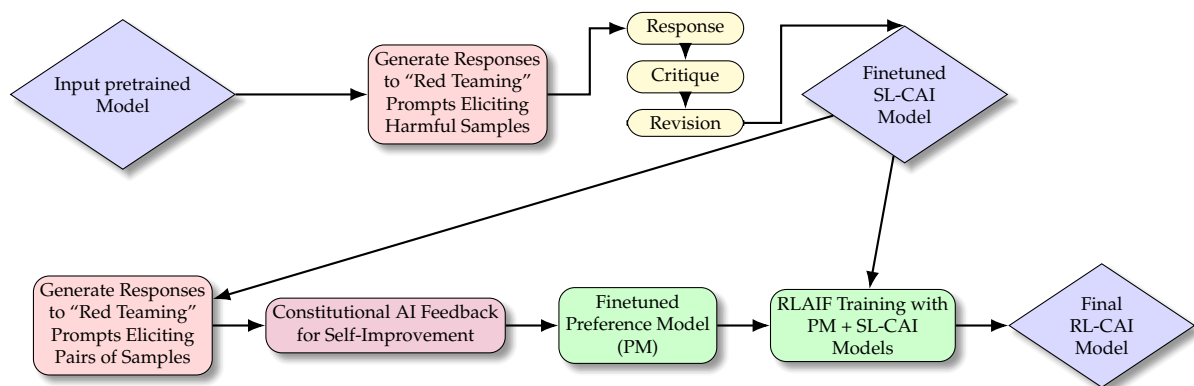 Input pretrained
Model
Generate Responses
to “Red Teaming”
Prompts Eliciting
Harmful Samples
Response
Critique
Revision
Finetuned
SL-CAI
Model
Generate Responses
to “Red Teaming”
Prompts Eliciting
Pairs of Samples
Constitutional AI Feedback
for Self-Improvement
Finetuned
Preference Model
(PM)
RLAIF Training with
PM + SL-CAI
Models
Final
RL-CAI
Model